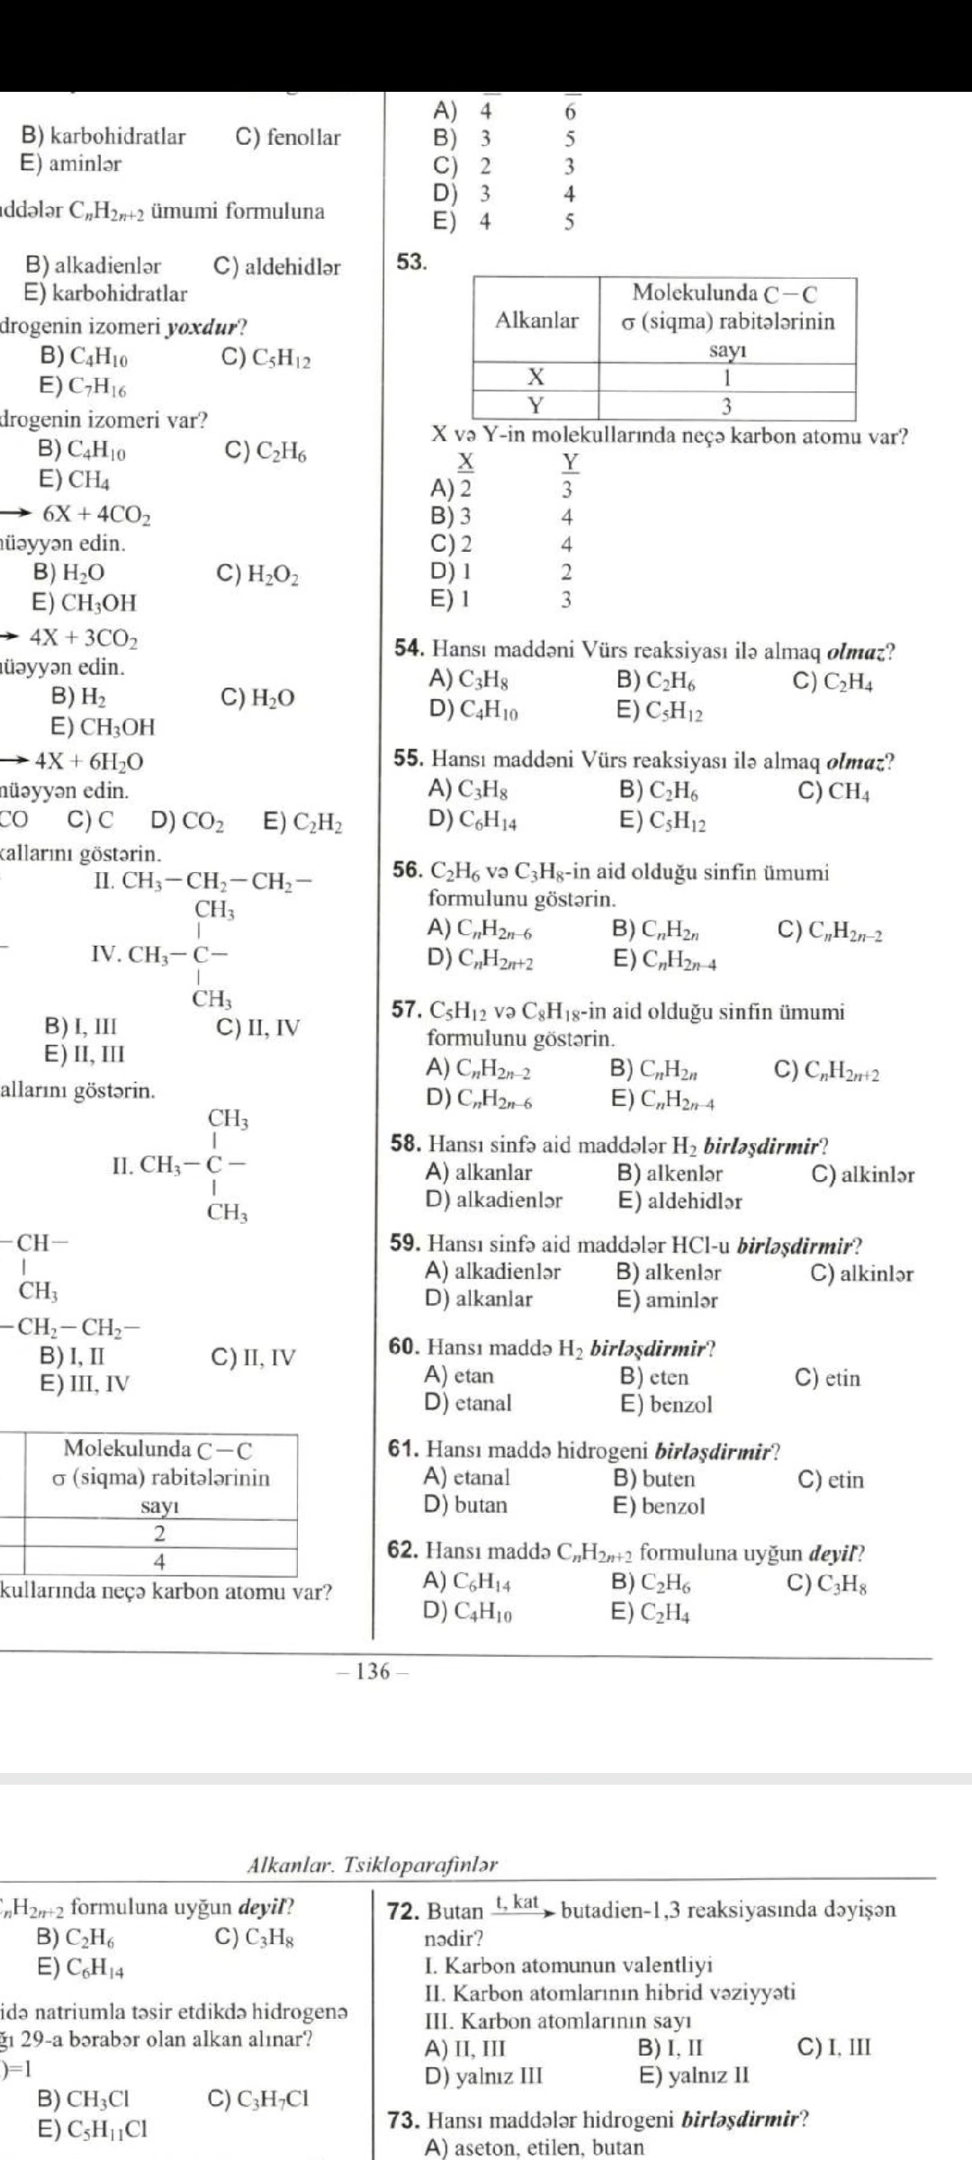 B) karbohidratlar C) fenollar
E) aminlər
ddələr CₙH₂ₙ₊₂ ümumi formuluna
B) alkadienlər C) aldehidlər
E) karbohidratlar
drogenin izomeri yoxdur?
B) C₄H₁₀ C) C₅H₁₂
E) C₇H₁₆
drogenin izomeri var?
B) C₄H₁₀ C) C₂H₆
E) CH₄
→ 6X + 4CO₂
üəyyən edin.
B) H₂O C) H₂O₂
E) CH₃OH
→ 4X + 3CO₂
üəyyən edin.
B) H₂ C) H₂O
E) CH₃OH
→ 4X + 6H₂O
üəyyən edin.
CO C) C D) CO₂ E) C₂H₂
kallarını göstərin.
II. CH₃−CH₂−CH₂−
CH₃
|
IV. CH₃−C−
|
CH₃
B) I, III C) II, IV
E) II, III
allarını göstərin.
CH₃
|
II. CH₃−C−
|
CH₃
−CH−
|
CH₃
−CH₂−CH₂−
B) I, II C) II, IV
E) III, IV
Molekulunda C−C
σ (siqma) rabitələrinin
sayı
2
4
kullarında neçə karbon atomu var?
A) 4 6
B) 3 5
C) 2 3
D) 3 4
E) 4 5
53.
Alkanlar Molekulunda C−C
σ (siqma) rabitələrinin
sayı
X 1
Y 3
X və Y-in molekullarında neçə karbon atomu var?
X Y
A) 2 3
B) 3 4
C) 2 4
D) 1 2
E) 1 3
54. Hansı maddəni Vürs reaksiyası ilə almaq olmaz?
A) C₃H₈ B) C₂H₆ C) C₂H₄
D) C₄H₁₀ E) C₅H₁₂
55. Hansı maddəni Vürs reaksiyası ilə almaq olmaz?
A) C₃H₈ B) C₂H₆ C) CH₄
D) C₆H₁₄ E) C₅H₁₂
56. C₂H₆ və C₃H₈-in aid olduğu sinfin ümumi
formulunu göstərin.
A) CₙH₂ₙ₋₆ B) CₙH₂ₙ C) CₙH₂ₙ₋₂
D) CₙH₂ₙ₊₂ E) CₙH₂ₙ₋₄
57. C₅H₁₂ və C₈H₁₈-in aid olduğu sinfin ümumi
formulunu göstərin.
A) CₙH₂ₙ₋₂ B) CₙH₂ₙ C) CₙH₂ₙ₊₂
D) CₙH₂ₙ₋₆ E) CₙH₂ₙ₋₄
58. Hansı sinfə aid maddələr H₂ birləşdirmir?
A) alkanlar B) alkenlər C) alkinlər
D) alkadienlər E) aldehidlər
59. Hansı sinfə aid maddələr HCl-u birləşdirmir?
A) alkadienlər B) alkenlər C) alkinlər
D) alkanlar E) aminlər
60. Hansı maddə H₂ birləşdirmir?
A) etan B) eten C) etin
D) etanal E) benzol
61. Hansı maddə hidrogeni birləşdirmir?
A) etanal B) buten C) etin
D) butan E) benzol
62. Hansı maddə CₙH₂ₙ₊₂ formuluna uyğun deyil?
A) C₆H₁₄ B) C₂H₆ C) C₃H₈
D) C₄H₁₀ E) C₂H₄
– 136 –
Alkanlar. Tsikloparafinlər
CₙH₂ₙ₊₂ formuluna uyğun deyil?
B) C₂H₆ C) C₃H₈
E) C₆H₁₄
idə natriumla təsir etdikdə hidrogenə
ğı 29-a bərabər olan alkan alınar?
)=1
B) CH₃Cl C) C₃H₇Cl
E) C₅H₁₁Cl
72. Butan t, kat → butadien-1,3 reaksiyasında dəyişən
nədir?
I. Karbon atomunun valentliyi
II. Karbon atomlarının hibrid vəziyyəti
III. Karbon atomlarının sayı
A) II, III B) I, II C) I, III
D) yalnız III E) yalnız II
73. Hansı maddələr hidrogeni birləşdirmir?
A) aseton, etilen, butan